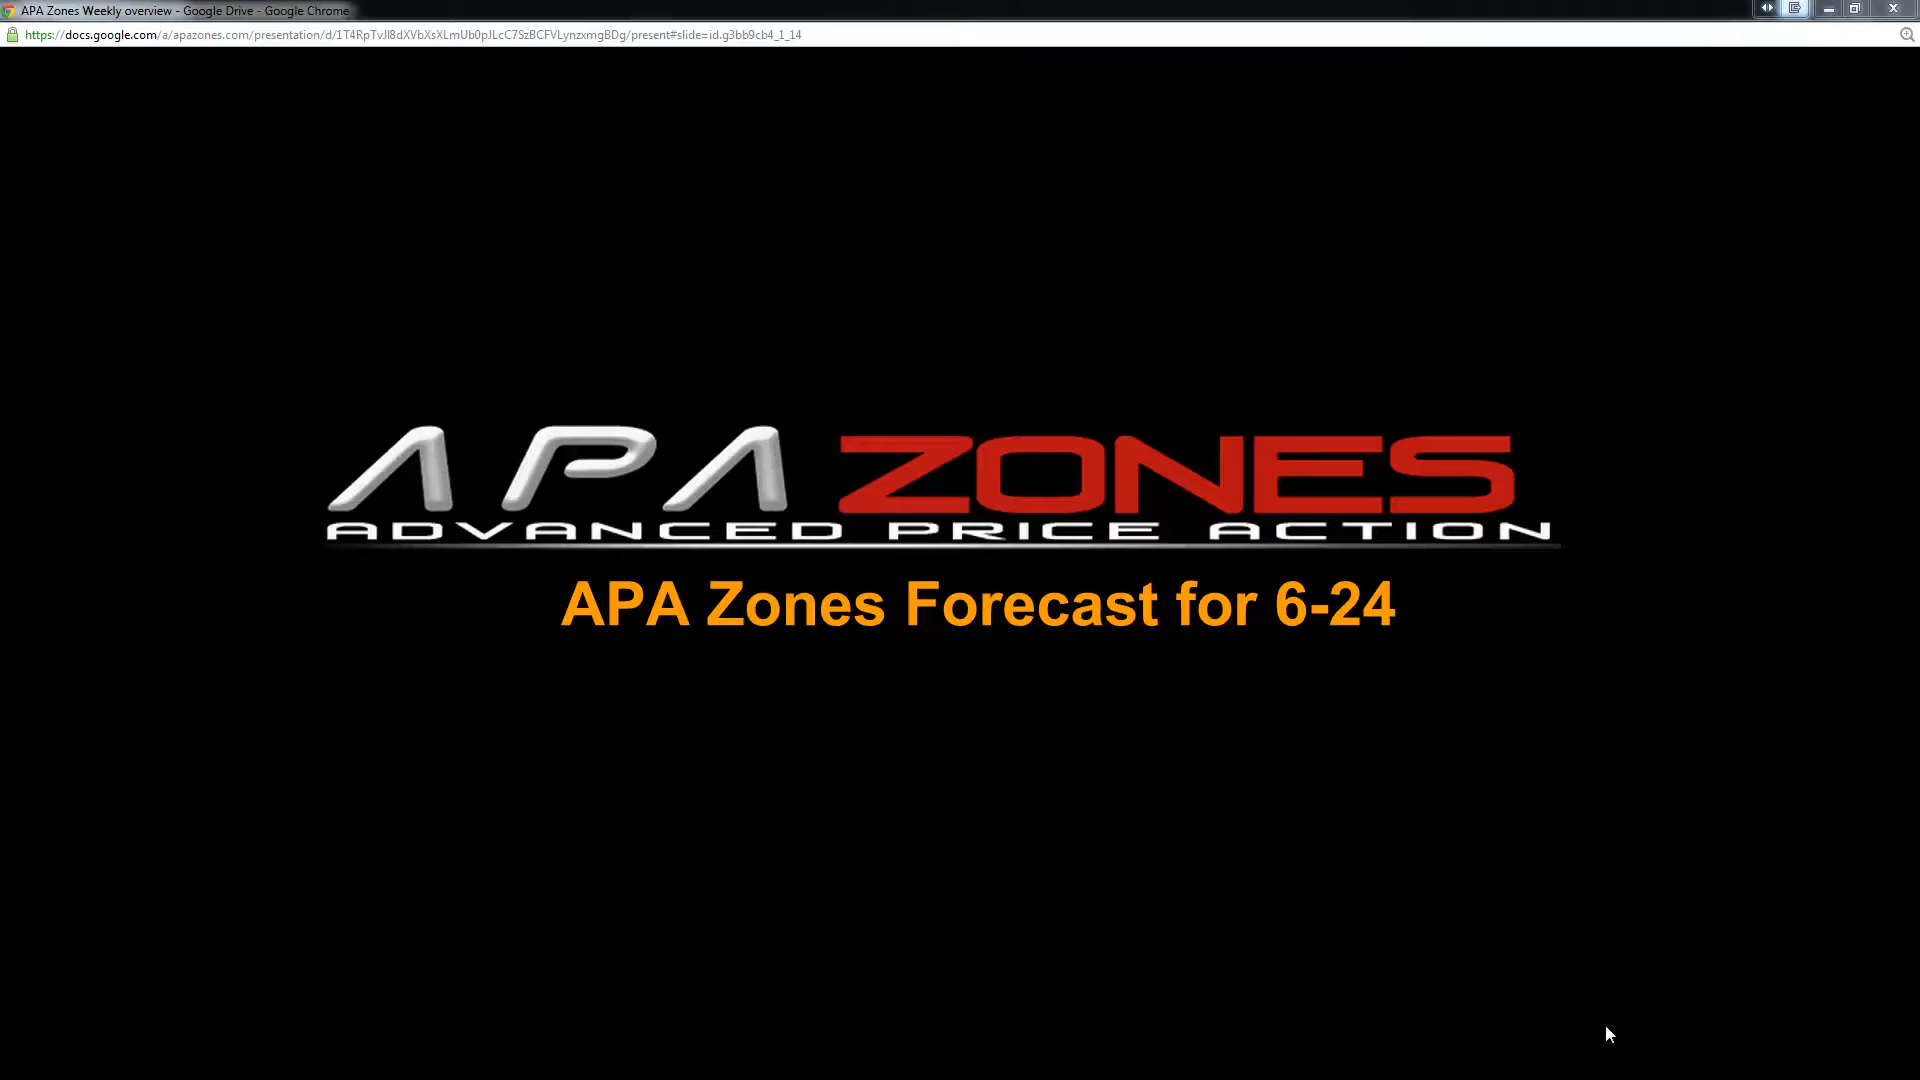 APA Zones Weekly overview - Google Drive - Google Chrome
https://docs.google.com/a/apazones.com/presentation/d/1T4RpTvJl8dXVbXsXLmUb0pJLcC7SzBCFVLynzxmgBDg/present#slide=id.g3bb9cb4_1_14
APA ZONES
ADVANCED PRICE ACTION
APA Zones Forecast for 6-24